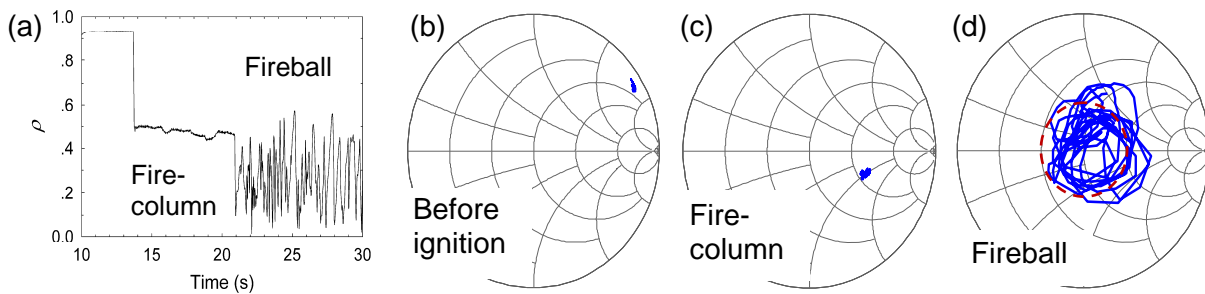 (a)
1.0
.8
.6
.4
.2
0.0
ρ
Fireball
Fire-
column
10
15
20
25
30
Time (s)
(b)
Before
ignition
(c)
Fire-
column
(d)
Fireball